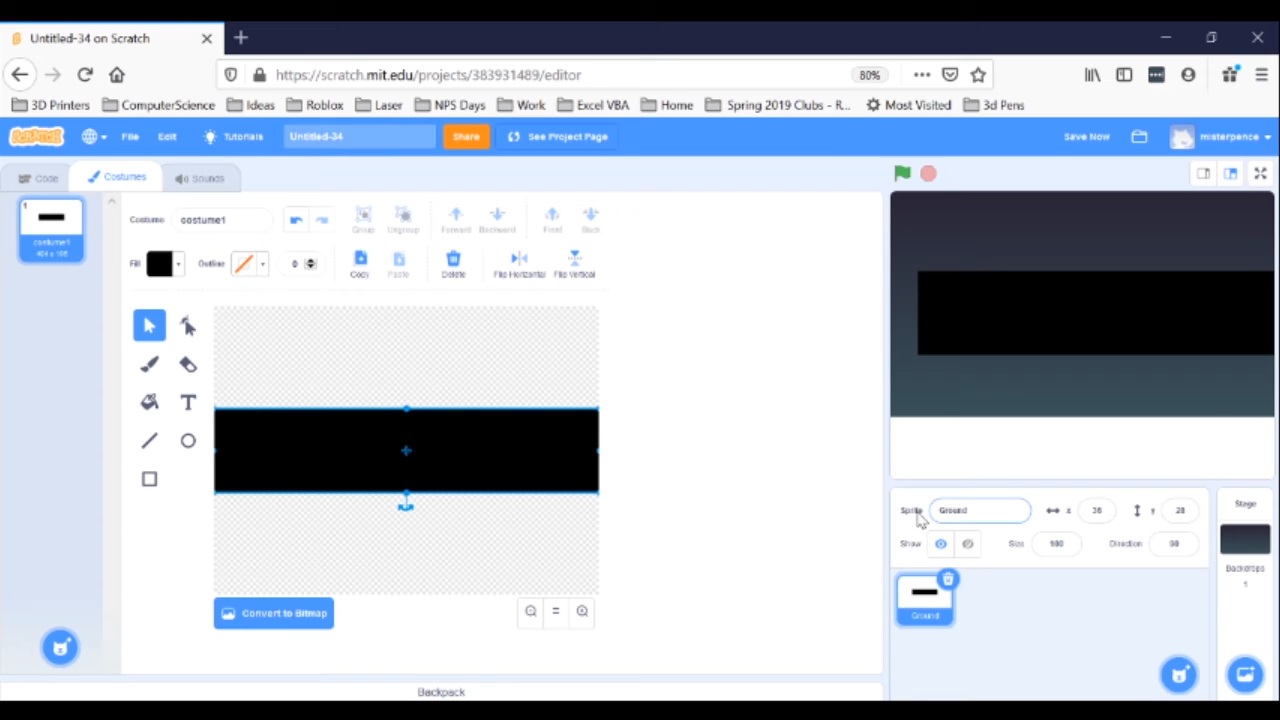 Untitled-34 on Scratch
https://scratch.mit.edu/projects/383931489/editor
80%
3D Printers ComputerScience Ideas Roblox Laser NPS Days Work Excel VBA Home Spring 2019 Clubs - R... Most Visited 3d Pens
SCRATCH File Edit Tutorials Untitled-34 Share See Project Page Save Now misterpence
Code Costumes Sounds
1
costume1
Costume costume1 Group Ungroup Forward Backward Front Back
Fill Outline 0 Copy Paste Delete Flip Horizontal Flip Vertical
T
Convert to Bitmap
Backpack
Sprite Ground x 36 y 28
Show Size 100 Direction 90
Ground
Stage
Backdrops
1